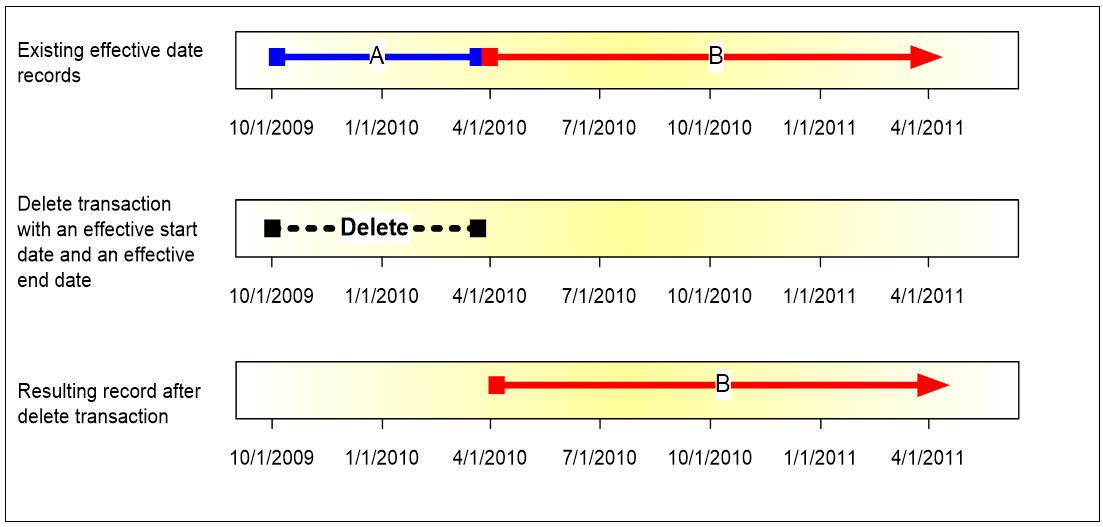 Existing effective date
records
A
B
10/1/2009 1/1/2010 4/1/2010 7/1/2010 10/1/2010 1/1/2011 4/1/2011
Delete transaction
with an effective start
date and an effective
end date
Delete
10/1/2009 1/1/2010 4/1/2010 7/1/2010 10/1/2010 1/1/2011 4/1/2011
Resulting record after
delete transaction
B
10/1/2009 1/1/2010 4/1/2010 7/1/2010 10/1/2010 1/1/2011 4/1/2011